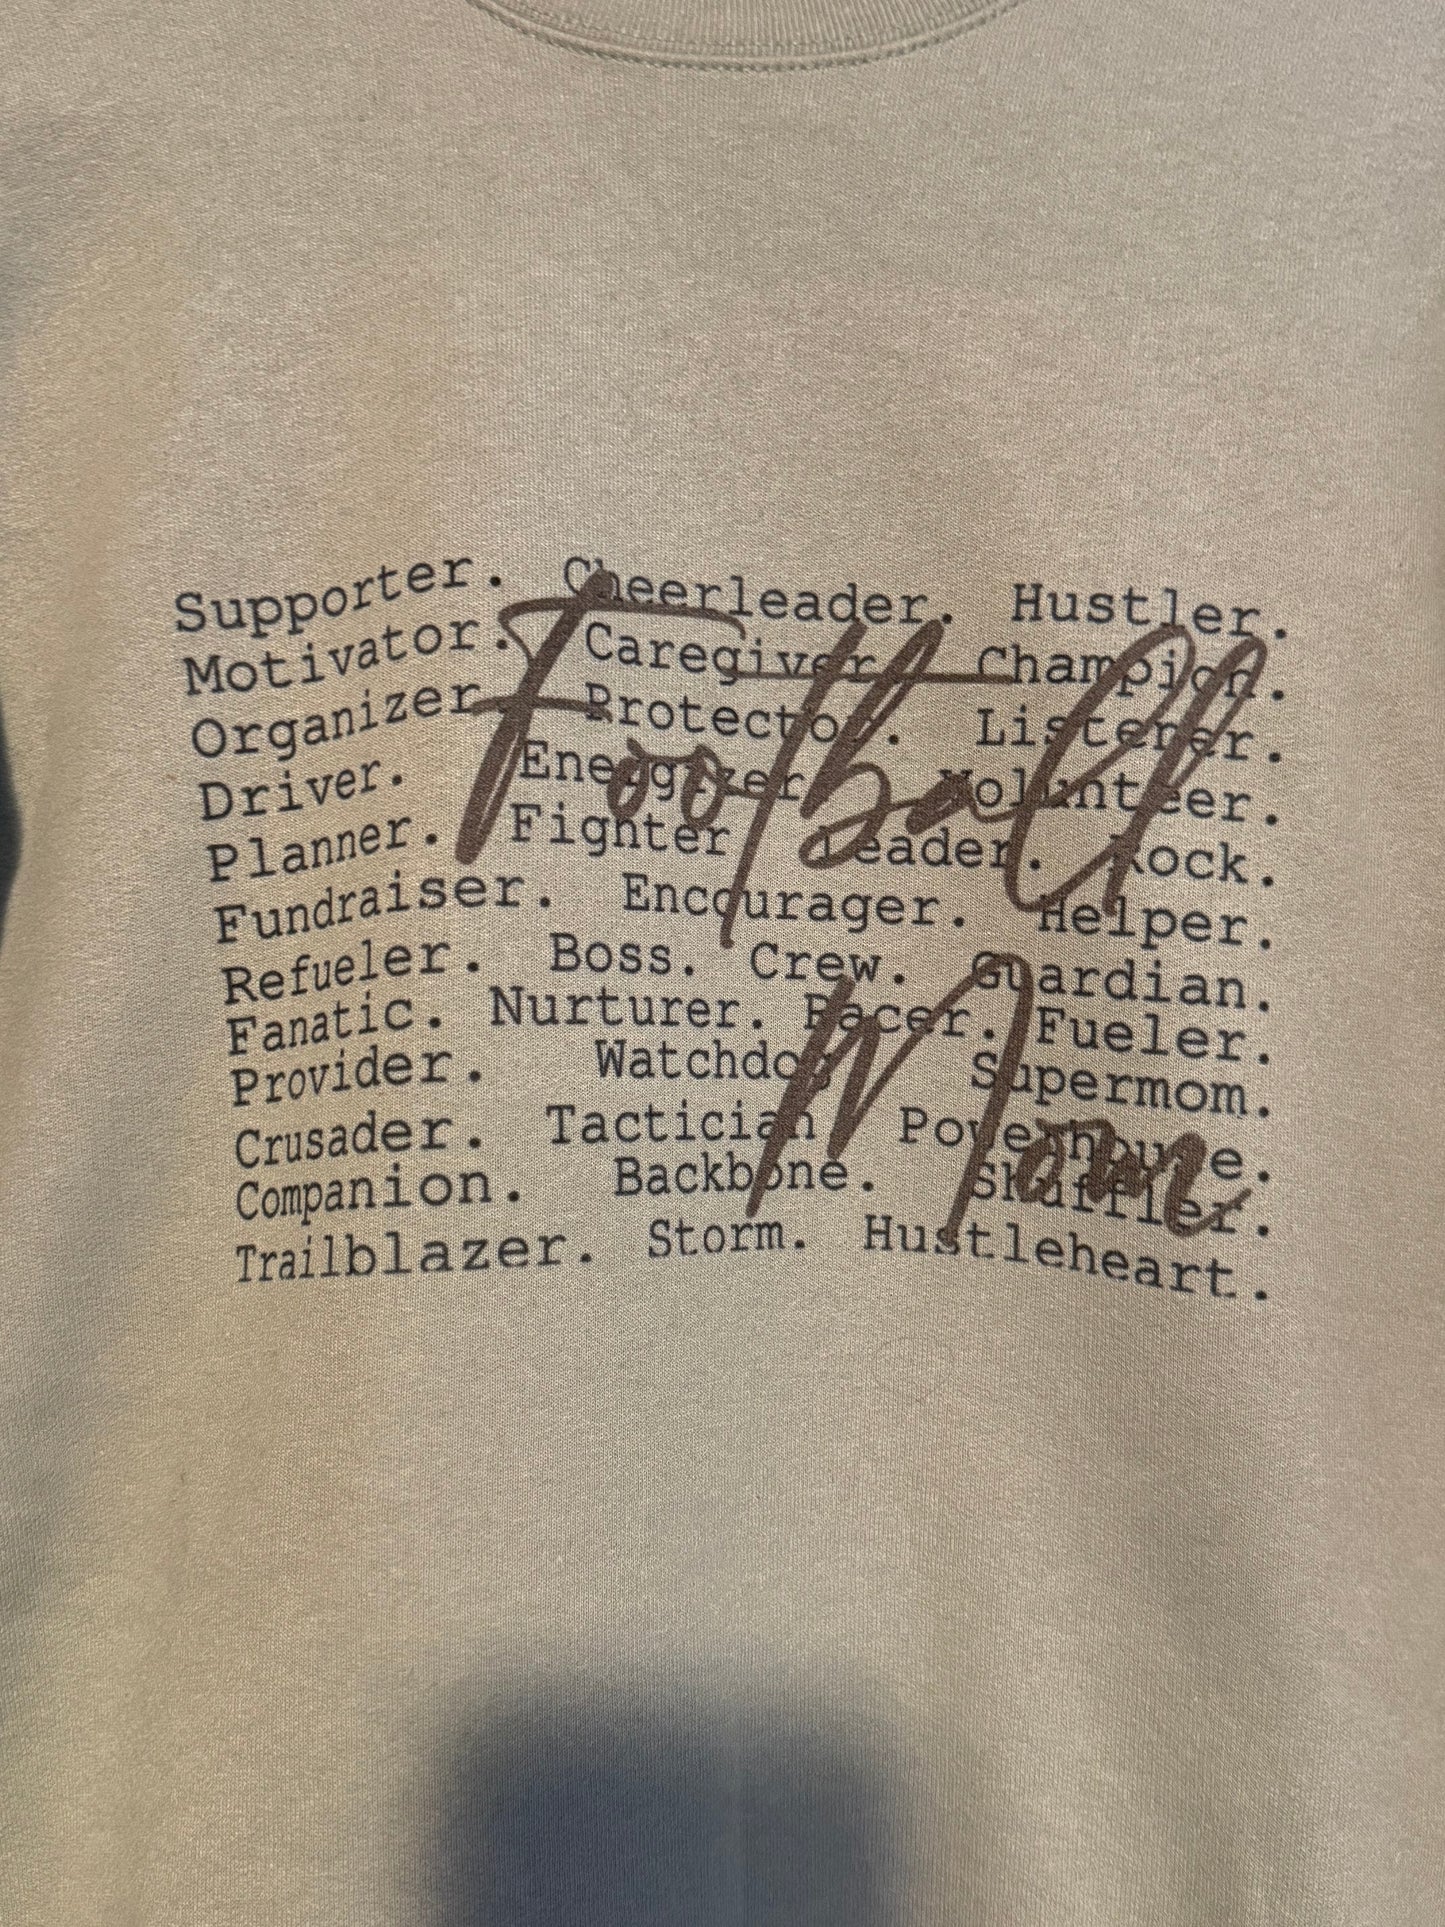 Supporter. Cheerleader. Hustler.
Motivator. Caregiver. Champion.
Organizer. Protector. Listener.
Driver. Energizer. Volunteer.
Planner. Fighter. Leader. Rock.
Fundraiser. Encourager. Helper.
Refueler. Boss. Crew. Guardian.
Fanatic. Nurturer. Racer. Fueler.
Provider. Watchdog. Supermom.
Crusader. Tactician. Powerhouse.
Companion. Backbone. Shuffler.
Trailblazer. Storm. Hustleheart.
Football
Mom